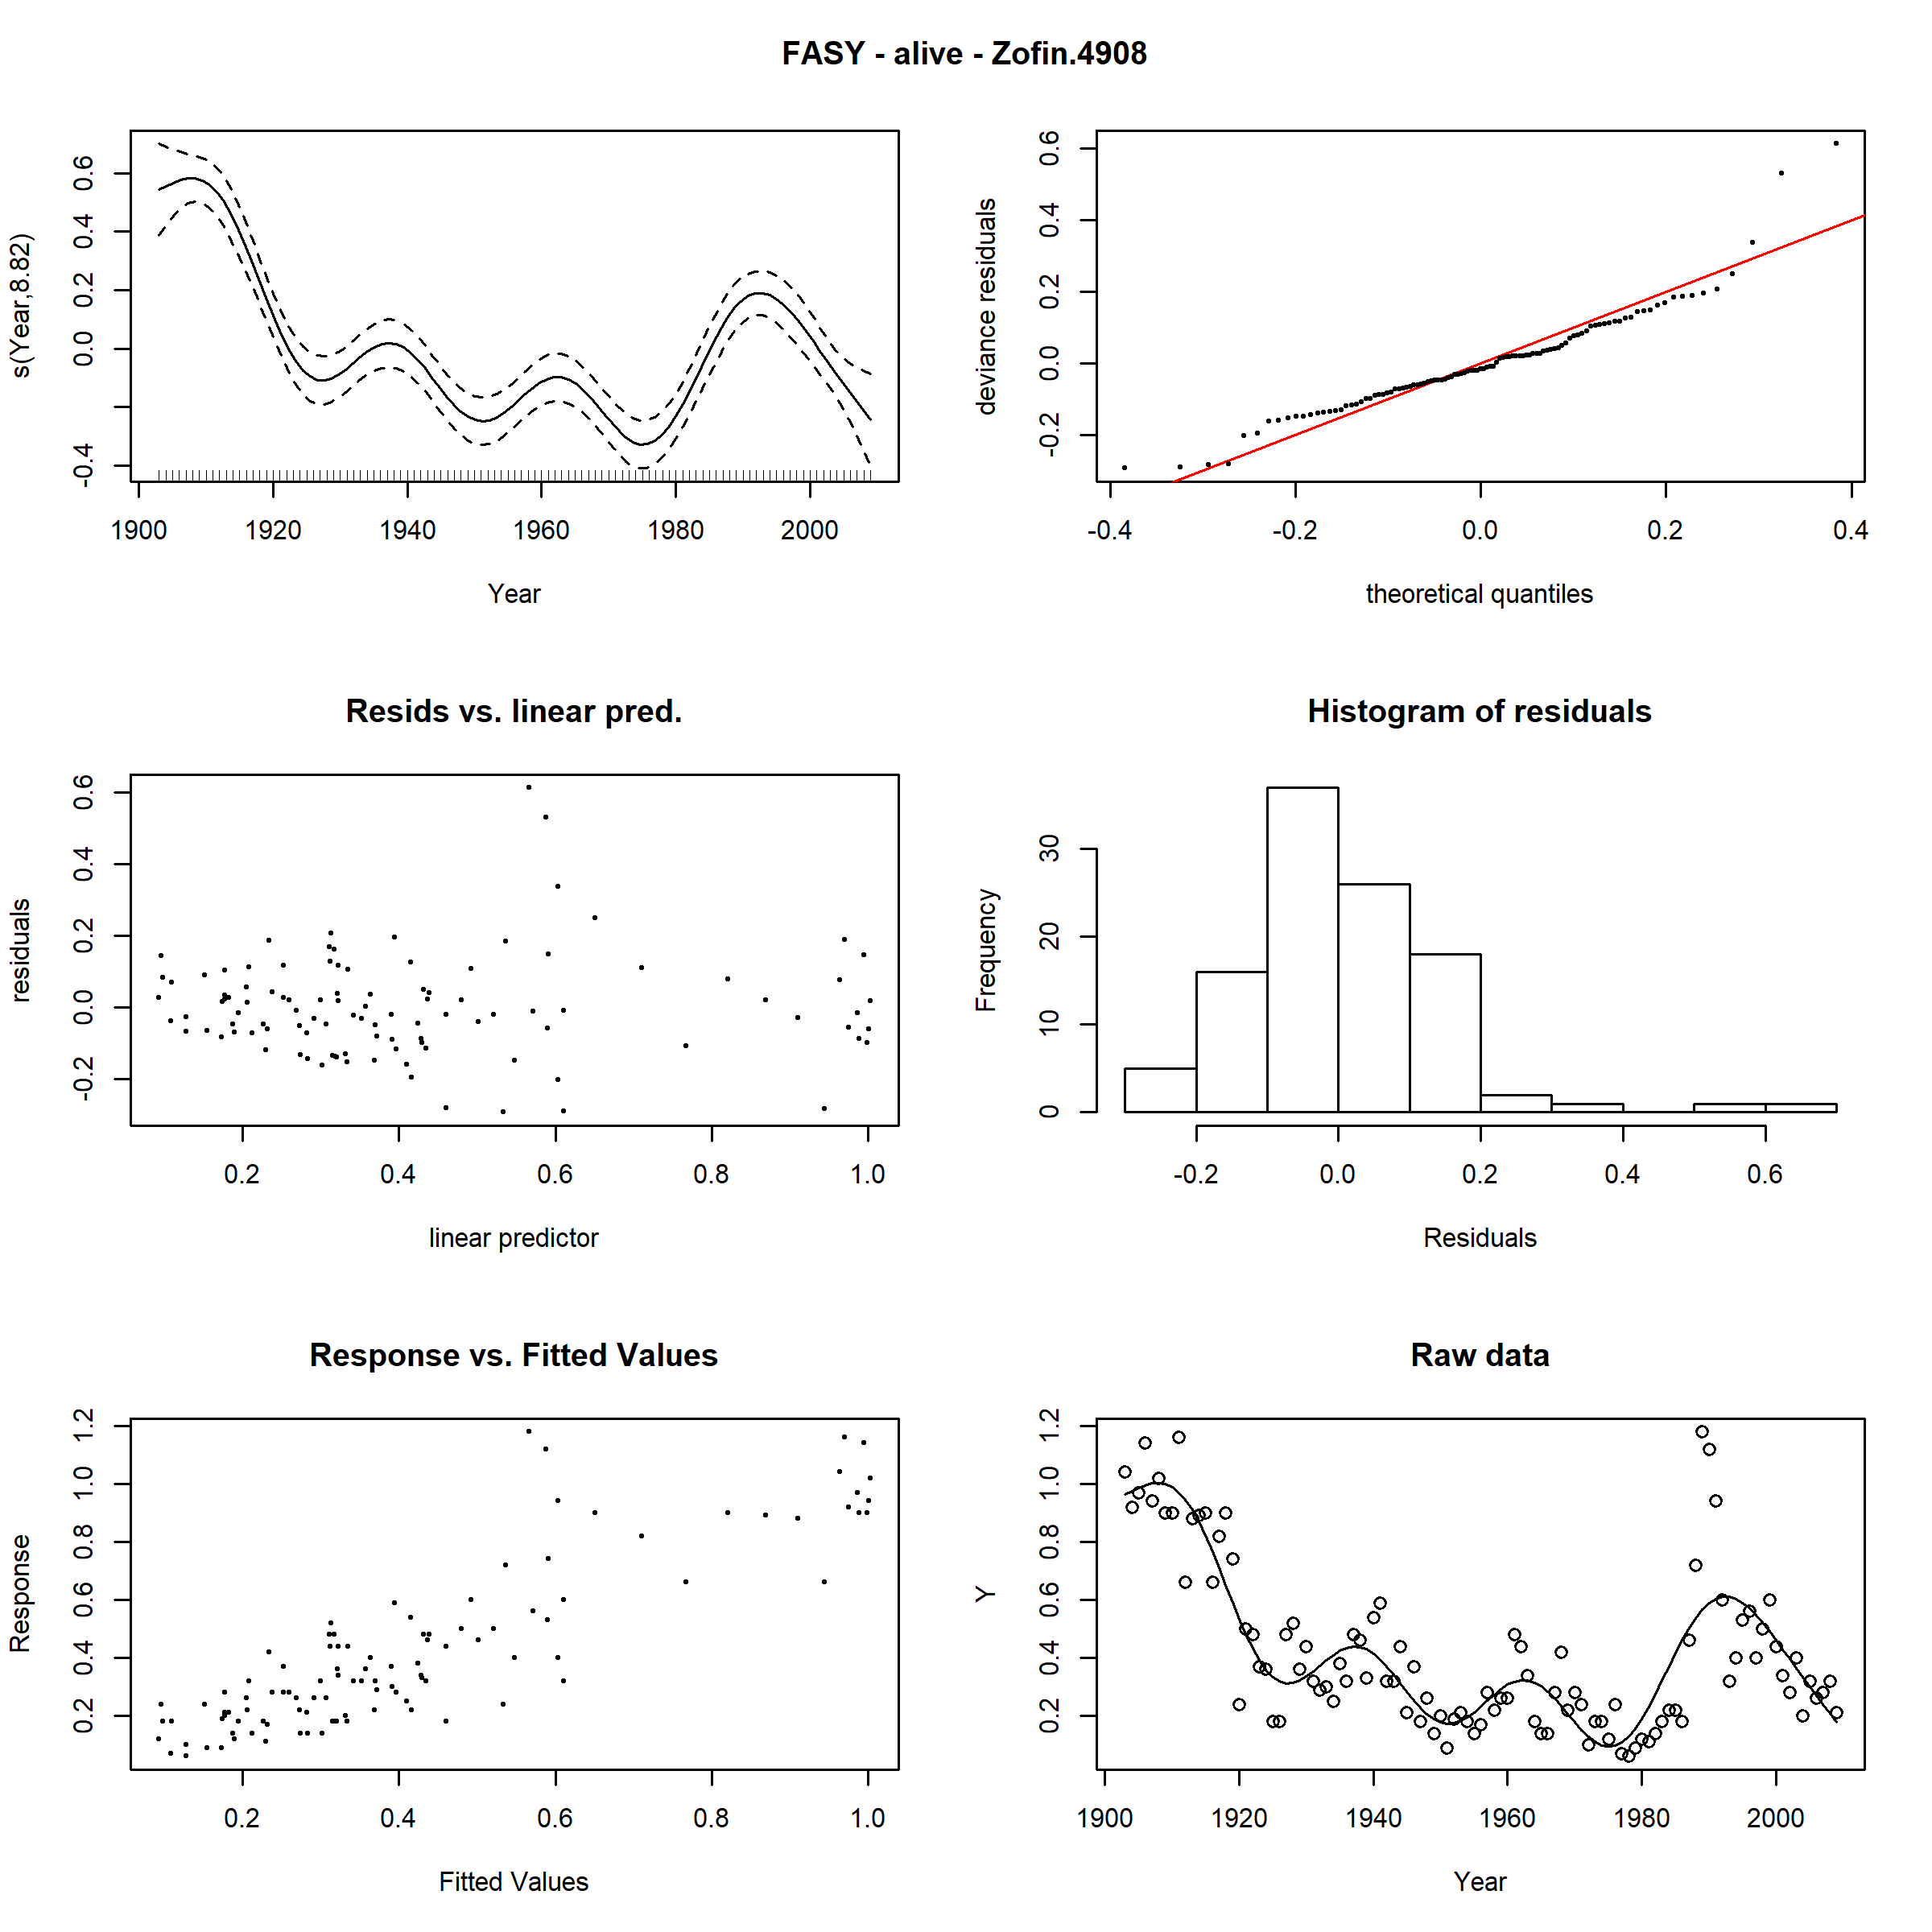 FASY - alive - Zofin.4908
s(Year,8.82)
0.6
0.4
0.2
0.0
-0.4
1900 1920 1940 1960 1980 2000
Year
deviance residuals
0.6
0.4
0.2
0.0
-0.2
-0.4 -0.2 0.0 0.2 0.4
theoretical quantiles
Resids vs. linear pred.
residuals
0.6
0.4
0.2
0.0
-0.2
0.2 0.4 0.6 0.8 1.0
linear predictor
Histogram of residuals
Frequency
30
20
10
0
-0.2 0.0 0.2 0.4 0.6
Residuals
Response vs. Fitted Values
Response
1.2
1.0
0.8
0.6
0.4
0.2
0.2 0.4 0.6 0.8 1.0
Fitted Values
Raw data
Y
1.2
1.0
0.8
0.6
0.4
0.2
1900 1920 1940 1960 1980 2000
Year